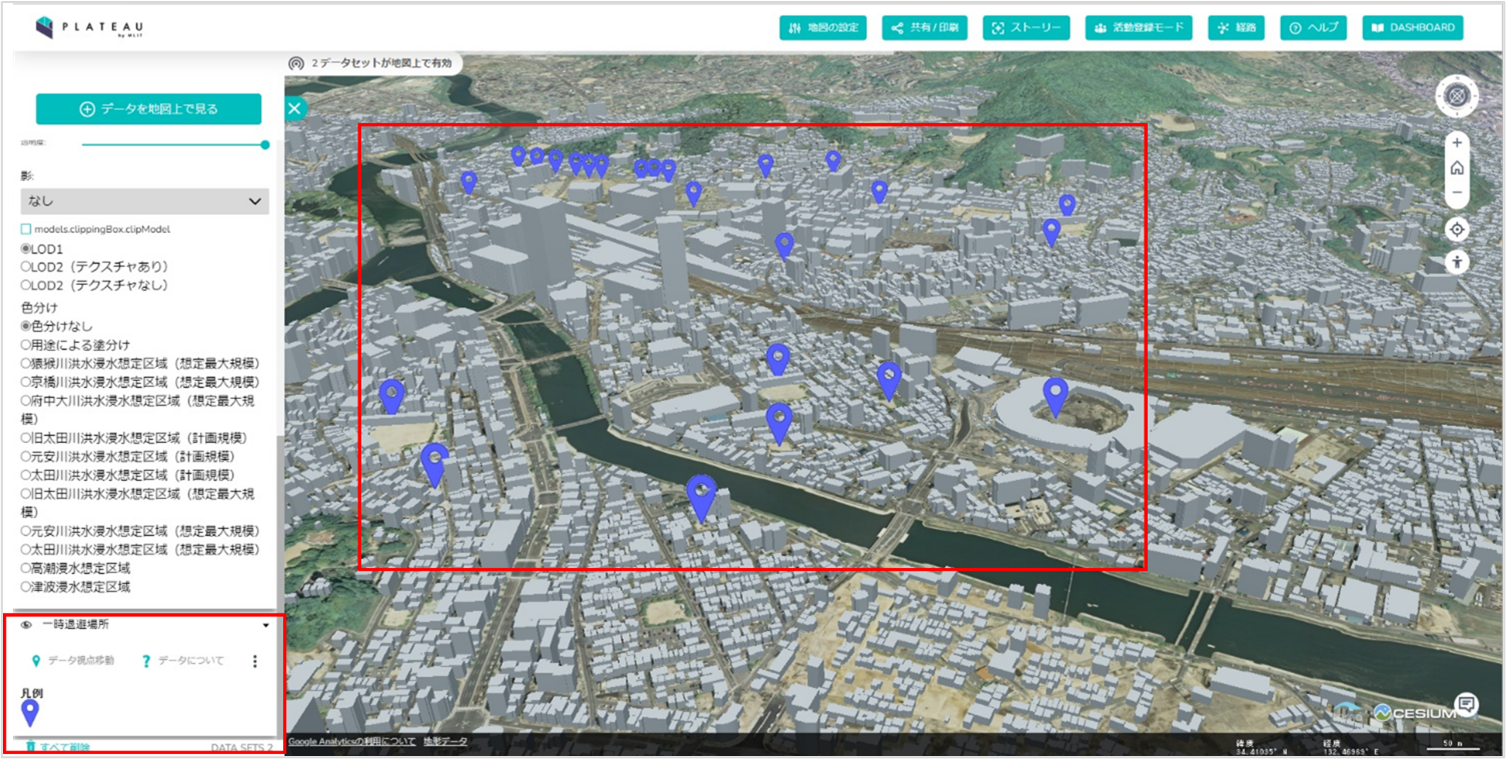 PLATEAU
by MLIT
地図の設定
共有/印刷
ストーリー
活動登録モード
経路
ヘルプ
DASHBOARD
2 データセットが地図上で有効
データを地図上で見る
透明度:
影:
なし
models.clippingBox.clipModel
LOD1
LOD2（テクスチャあり）
LOD2（テクスチャなし）
色分け
色分けなし
用途による塗分け
猿猴川洪水浸水想定区域（想定最大規模）
京橋川洪水浸水想定区域（想定最大規模）
府中大川洪水浸水想定区域（想定最大規
模）
旧太田川洪水浸水想定区域（計画規模）
元安川洪水浸水想定区域（計画規模）
太田川洪水浸水想定区域（計画規模）
旧太田川洪水浸水想定区域（想定最大規
模）
元安川洪水浸水想定区域（想定最大規模）
太田川洪水浸水想定区域（想定最大規模）
高潮浸水想定区域
津波浸水想定区域
一時退避場所
データ視点移動
? データについて
凡例
すべて削除
DATA SETS 2
Google Analyticsの利用について 地形データ
CESIUM
緯度
34.41035° N
経度
132.46969° E
50 m